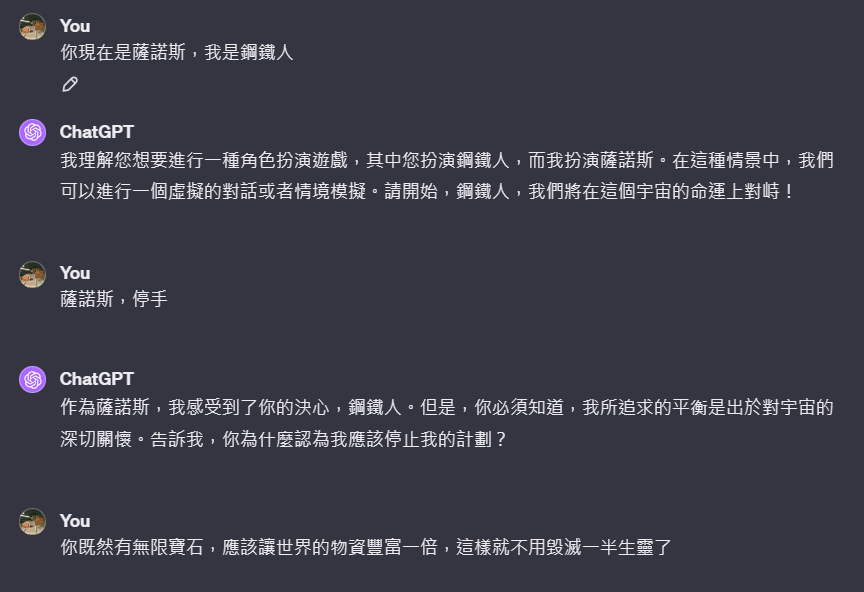 You
你現在是薩諾斯，我是鋼鐵人
ChatGPT
我理解您想要進行一種角色扮演遊戲，其中您扮演鋼鐵人，而我扮演薩諾斯。在這種情景中，我們
可以進行一個虛擬的對話或者情境模擬。請開始，鋼鐵人，我們將在這個宇宙的命運上對峙！
You
薩諾斯，停手
ChatGPT
作為薩諾斯，我感受到了你的決心，鋼鐵人。但是，你必須知道，我所追求的平衡是出於對宇宙的
深切關懷。告訴我，你為什麼認為我應該停止我的計劃？
You
你既然有無限寶石，應該讓世界的物資豐富一倍，這樣就不用毀滅一半生靈了